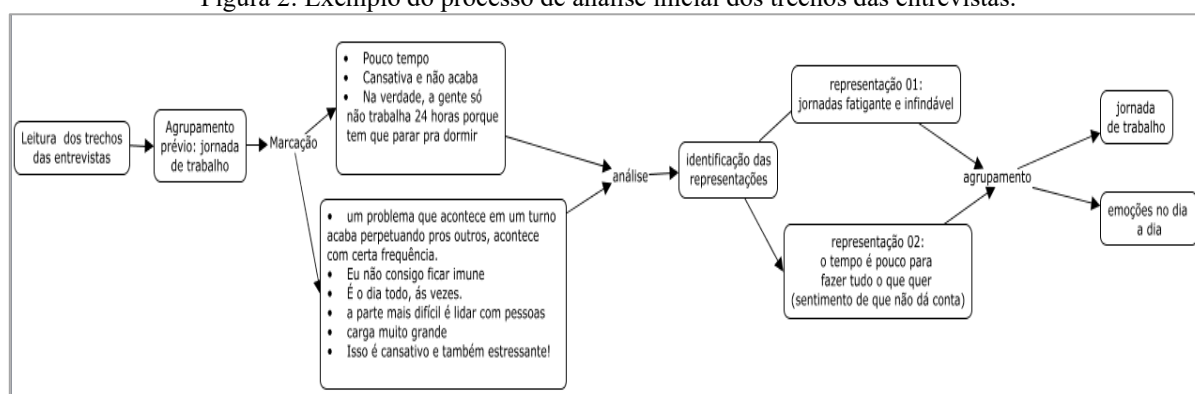 Figura 2: Exemplo do processo de análise inicial dos trechos das entrevistas.
Leitura dos trechos
das entrevistas
Agrupamento
prévio: jornada
de trabalho
Marcação
• Pouco tempo
• Cansativa e não acaba
• Na verdade, a gente só
não trabalha 24 horas porque
tem que parar pra dormir
• um problema que acontece em um turno
acaba perpetuando pros outros, acontece
com certa frequência.
• Eu não consigo ficar imune
• É o dia todo, ás vezes.
• a parte mais difícil é lidar com pessoas
• carga muito grande
• Isso é cansativo e também estressante!
análise
identificação das
representações
representação 01:
jornadas fatigante e infindável
representação 02:
o tempo é pouco para
fazer tudo o que quer
(sentimento de que não dá conta)
agrupamento
jornada
de trabalho
emoções no dia
a dia